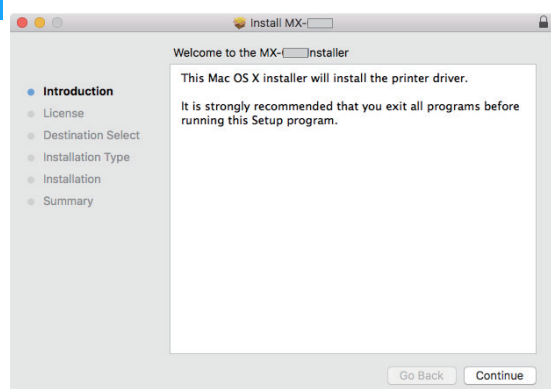 Install MX-
Welcome to the MX- nstaller
This Mac OS X installer will install the printer driver.
It is strongly recommended that you exit all programs before
running this Setup program.
Introduction
License
Destination Select
Installation Type
Installation
Summary
Go Back
Continue